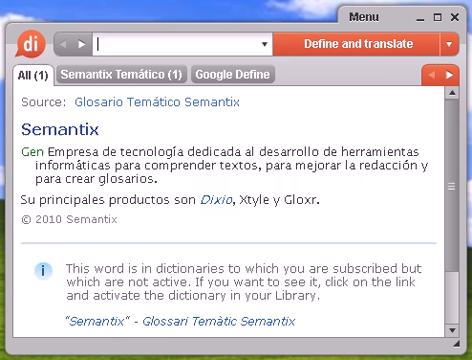 Menu
di
Define and translate
All (1)
Semantix Temático (1)
Google Define
Source: Glosario Temático Semantix
Semantix
Gen Empresa de tecnología dedicada al desarrollo de herramientas
informáticas para comprender textos, para mejorar la redacción y
para crear glosarios.
Su principales productos son Dixio, Xtyle y Gloxr.
© 2010 Semantix
i
This word is in dictionaries to which you are subscribed but
which are not active. If you want to see it, click on the link
and activate the dictionary in your Library.
"Semantix" - Glossari Temàtic Semantix